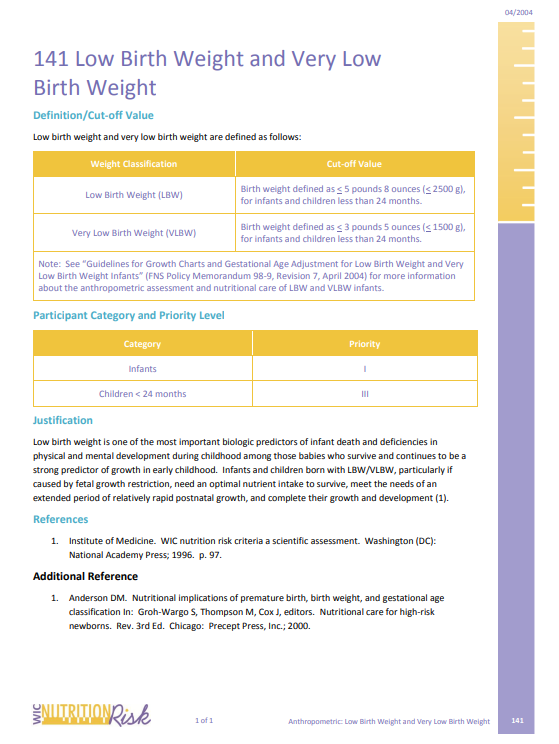 04/2004
141 Low Birth Weight and Very Low
Birth Weight
Definition/Cut-off Value
Low birth weight and very low birth weight are defined as follows:
Weight Classification Cut-off Value
Low Birth Weight (LBW) Birth weight defined as ≤ 5 pounds 8 ounces (≤ 2500 g),
for infants and children less than 24 months.
Very Low Birth Weight (VLBW) Birth weight defined as ≤ 3 pounds 5 ounces (≤ 1500 g),
for infants and children less than 24 months.
Note: See “Guidelines for Growth Charts and Gestational Age Adjustment for Low Birth Weight and Very
Low Birth Weight Infants” (FNS Policy Memorandum 98-9, Revision 7, April 2004) for more information
about the anthropometric assessment and nutritional care of LBW and VLBW infants.
Participant Category and Priority Level
Category Priority
Infants I
Children < 24 months III
Justification
Low birth weight is one of the most important biologic predictors of infant death and deficiencies in
physical and mental development during childhood among those babies who survive and continues to be a
strong predictor of growth in early childhood. Infants and children born with LBW/VLBW, particularly if
caused by fetal growth restriction, need an optimal nutrient intake to survive, meet the needs of an
extended period of relatively rapid postnatal growth, and complete their growth and development (1).
References
1. Institute of Medicine. WIC nutrition risk criteria a scientific assessment. Washington (DC):
National Academy Press; 1996. p. 97.
Additional Reference
1. Anderson DM. Nutritional implications of premature birth, birth weight, and gestational age
classification In: Groh-Wargo S, Thompson M, Cox J, editors. Nutritional care for high-risk
newborns. Rev. 3rd Ed. Chicago: Precept Press, Inc.; 2000.
WIC NUTRITION Risk
1 of 1
Anthropometric: Low Birth Weight and Very Low Birth Weight
141